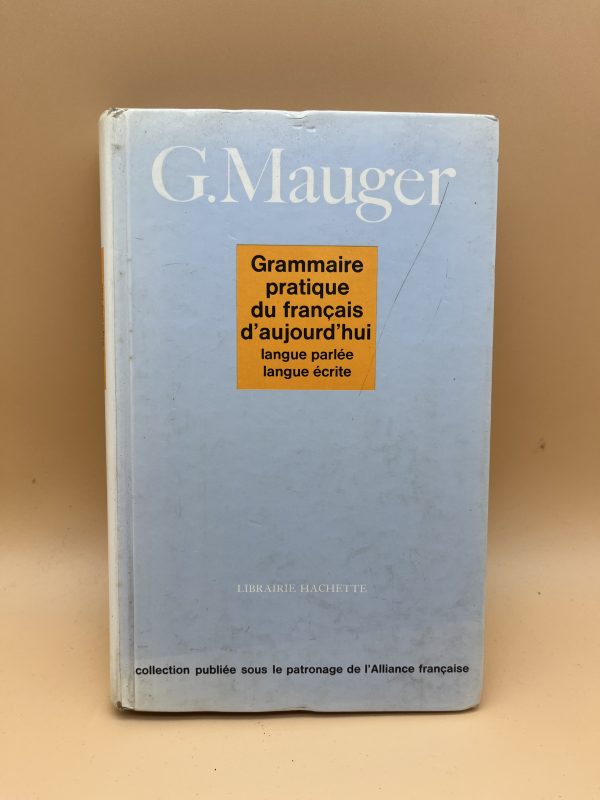 G.Mauger
Grammaire
pratique
du français
d'aujourd'hui
langue parlée
langue écrite
LIBRAIRIE HACHETTE
collection publiée sous le patronage de l'Alliance française